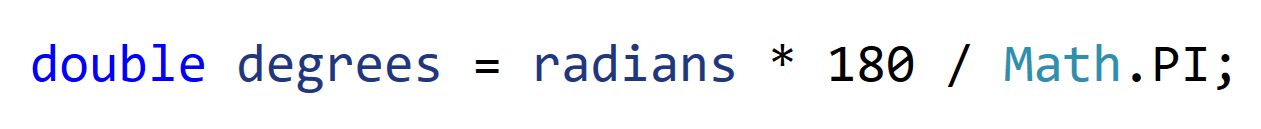 double degrees = radians * 180 / Math.PI;